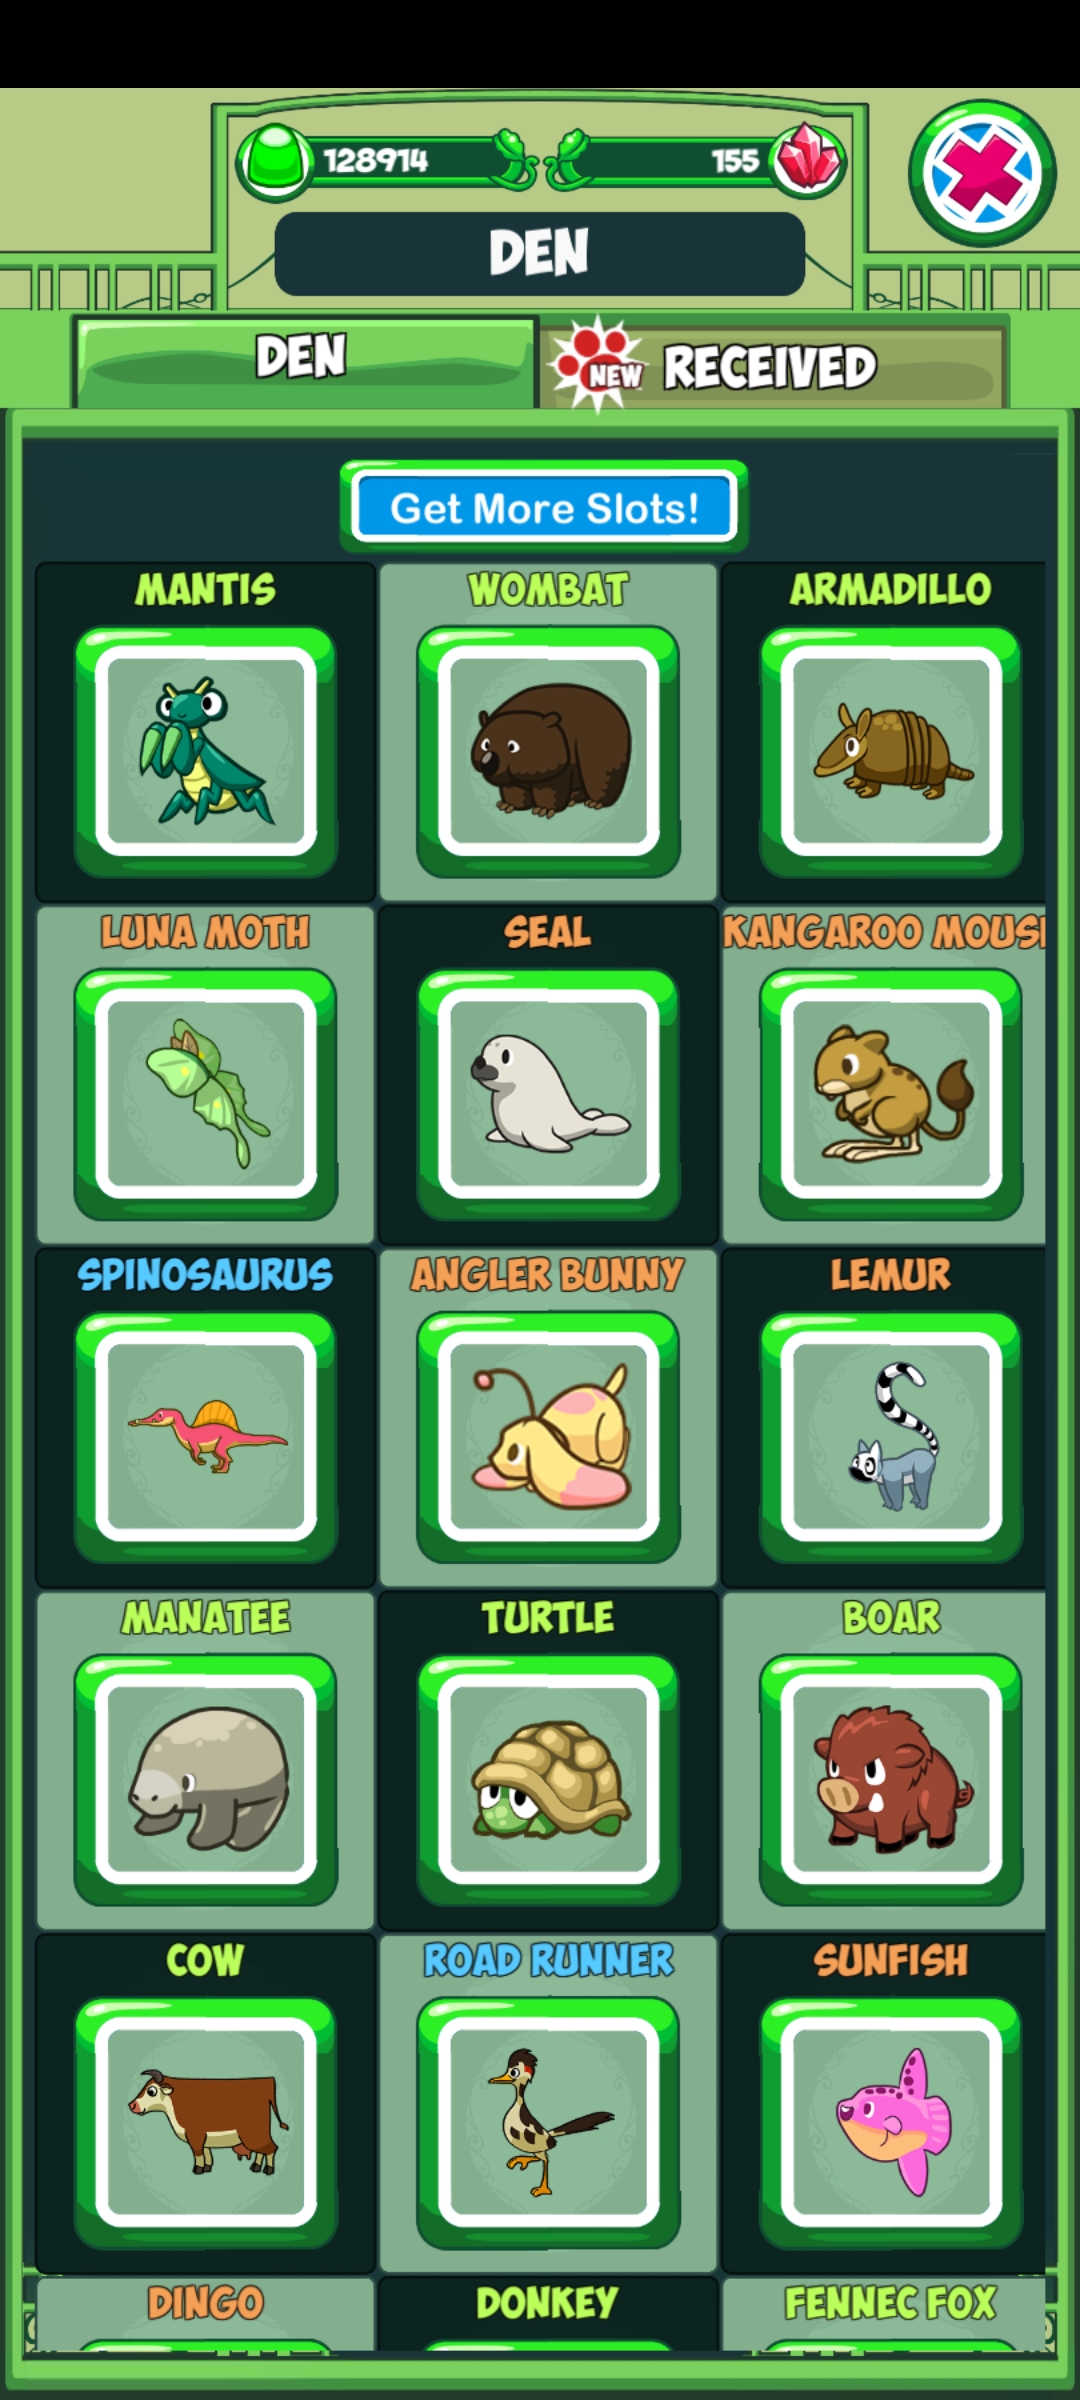 128914
155
DEN
DEN
NEW
RECEIVED
Get More Slots!
MANTIS
WOMBAT
ARMADILLO
LUNA MOTH
SEAL
KANGAROO MOUS
SPINOSAURUS
ANGLER BUNNY
LEMUR
MANATEE
TURTLE
BOAR
COW
ROAD RUNNER
SUNFISH
DINGO
DONKEY
FENNEC FOX